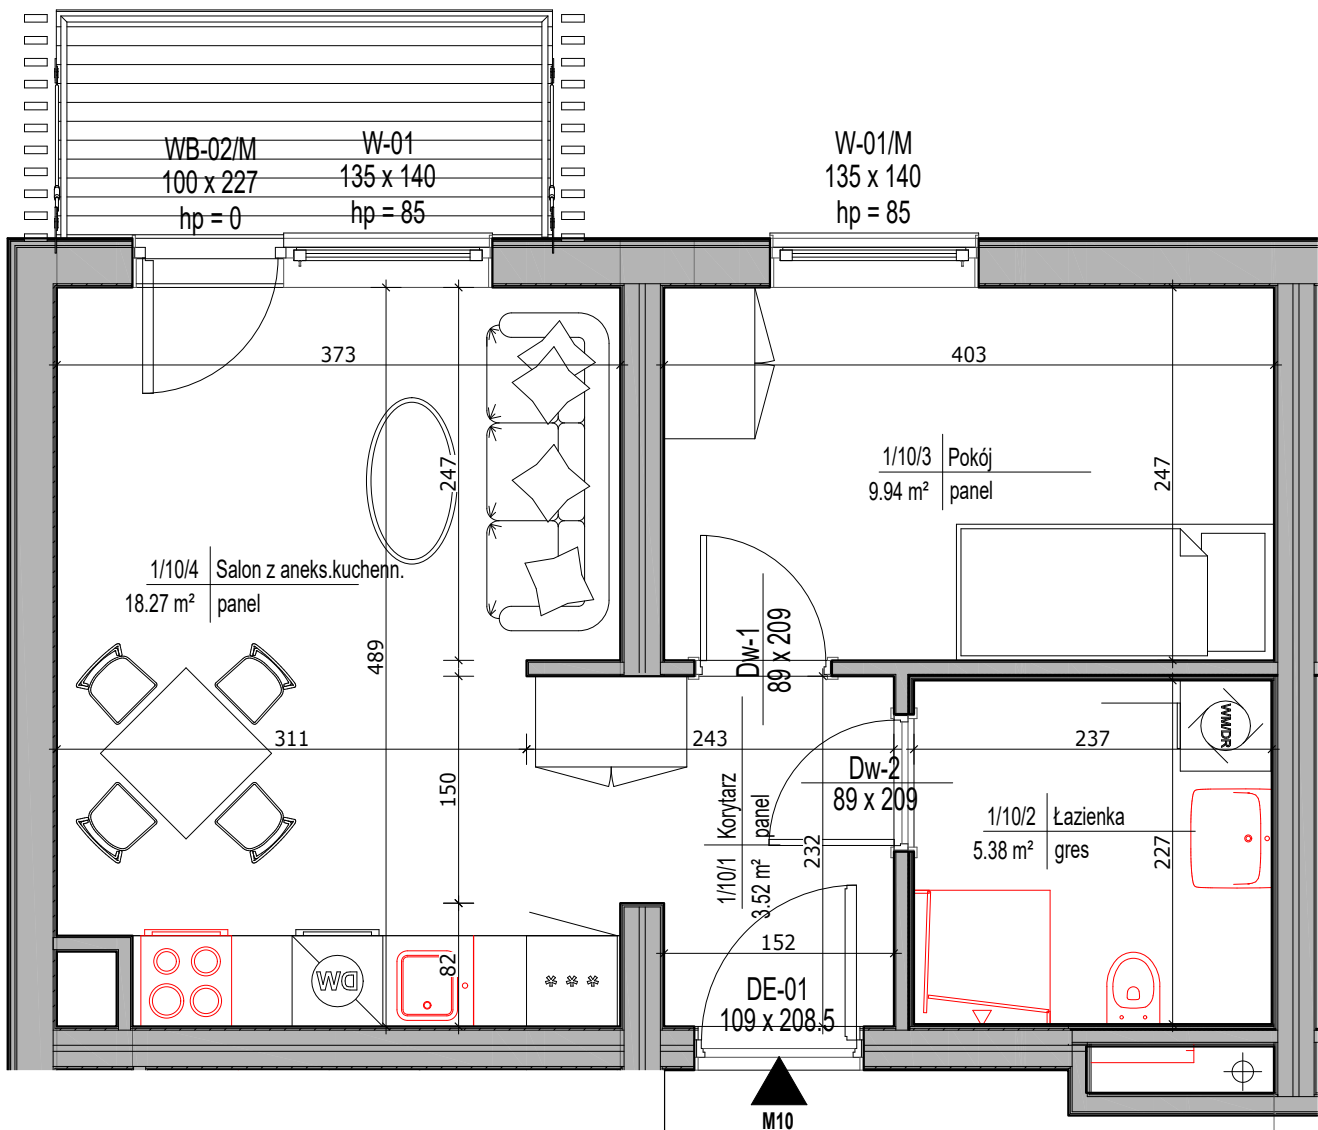 WB-02/M
100 x 227
hp = 0
W-01
135 x 140
hp = 85
W-01/M
135 x 140
hp = 85
373
403
247
247
1/10/3 Pokój
9.94 m² panel
1/10/4 Salon z aneks.kuchenn.
18.27 m² panel
489
Dw-1
89 x 209
311
243
237
WM/DR
150
Dw-2
89 x 209
1/10/1 Korytarz
3.52 m² panel
232
1/10/2 Łazienka
5.38 m² gres
227
152
82
DW
***
DE-01
109 x 208.5
M10